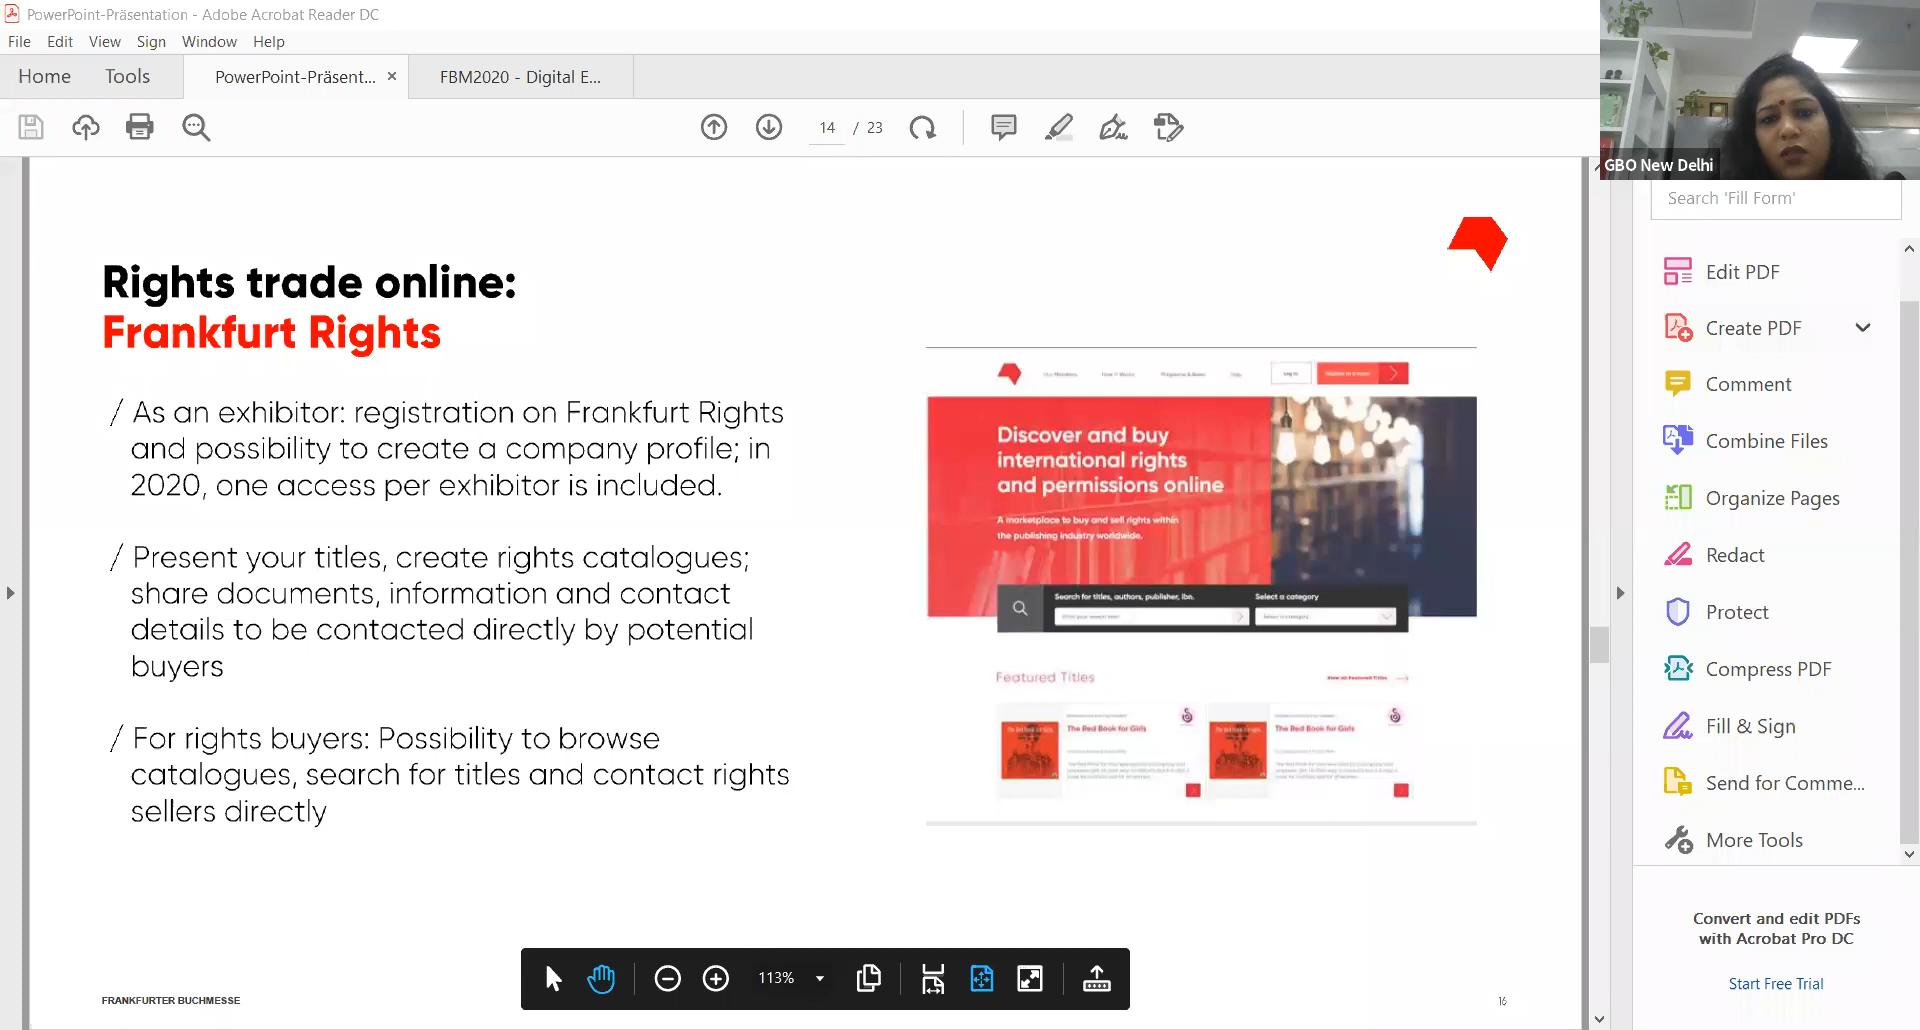 PowerPoint-Präsentation - Adobe Acrobat Reader DC
File Edit View Sign Window Help
Home Tools PowerPoint-Präsent... × FBM2020 - Digital E...
14 / 23
GBO New Delhi
Search 'Fill Form'
Edit PDF
Create PDF
Comment
Combine Files
Organize Pages
Redact
Protect
Compress PDF
Fill & Sign
Send for Comme...
More Tools
Convert and edit PDFs
with Acrobat Pro DC
Start Free Trial
Rights trade online:
Frankfurt Rights
/ As an exhibitor: registration on Frankfurt Rights
and possibility to create a company profile; in
2020, one access per exhibitor is included.
/ Present your titles, create rights catalogues;
share documents, information and contact
details to be contacted directly by potential
buyers
/ For rights buyers: Possibility to browse
catalogues, search for titles and contact rights
sellers directly
Log in
Discover and buy
international rights
and permissions online
A marketplace to buy and sell rights within
the publishing industry worldwide.
Search for titles, authors, publisher, ibn. Select a category
Featured Titles View all Featured Titles
The Red Book for Girls The Red Book for Girls
113%
FRANKFURTER BUCHMESSE
16